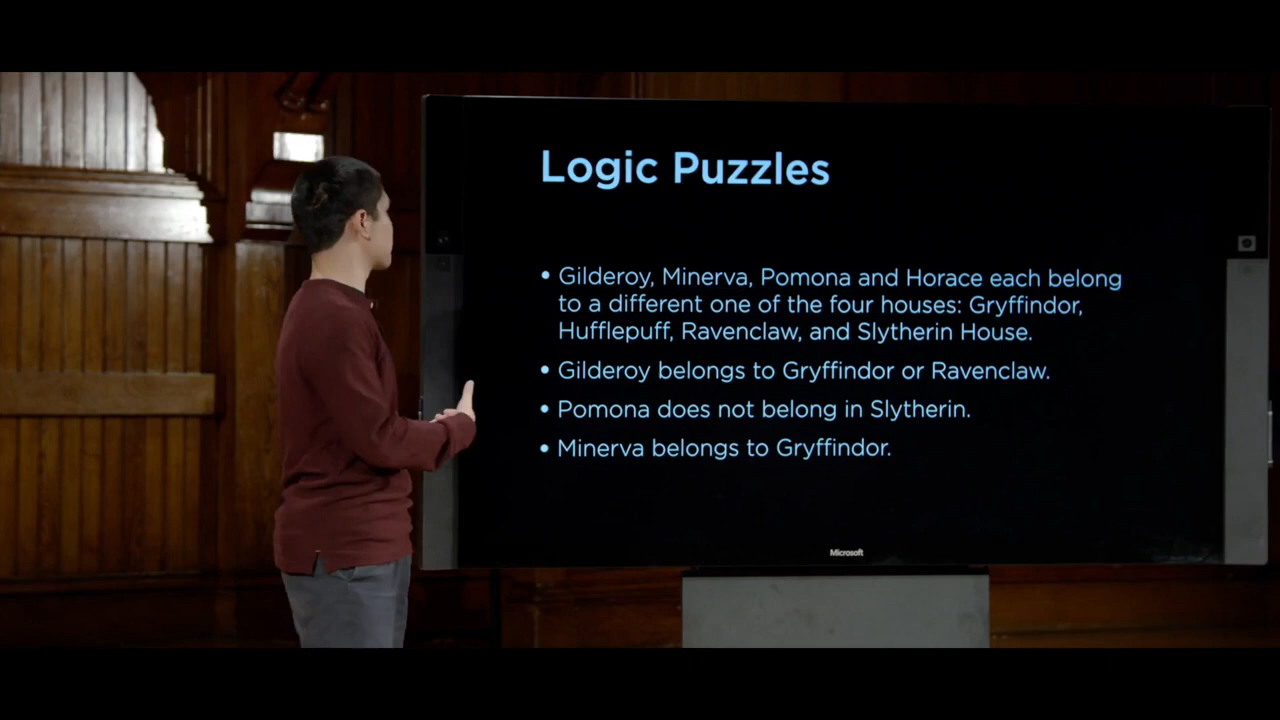 Logic Puzzles
• Gilderoy, Minerva, Pomona and Horace each belong
to a different one of the four houses: Gryffindor,
Hufflepuff, Ravenclaw, and Slytherin House.
• Gilderoy belongs to Gryffindor or Ravenclaw.
• Pomona does not belong in Slytherin.
• Minerva belongs to Gryffindor.
Microsoft